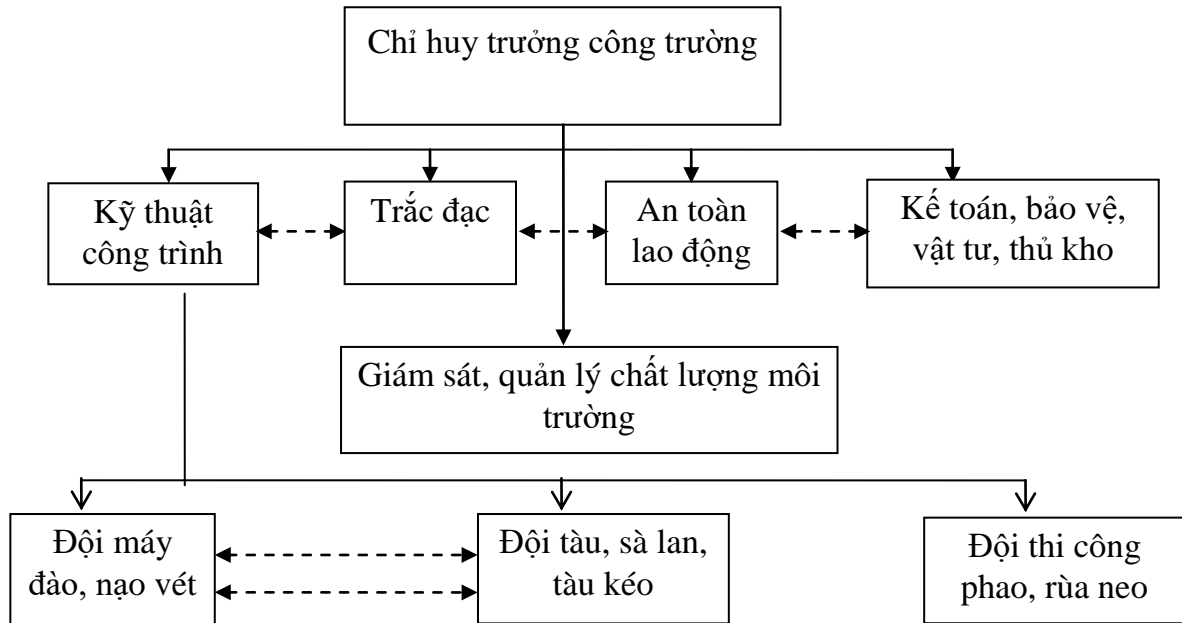 Chỉ huy trưởng công trường
Kỹ thuật
công trình
Trắc đạc
An toàn
lao động
Kế toán, bảo vệ,
vật tư, thủ kho
Giám sát, quản lý chất lượng môi
trường
Đội máy
đào, nạo vét
Đội tàu, sà lan,
tàu kéo
Đội thi công
phao, rùa neo